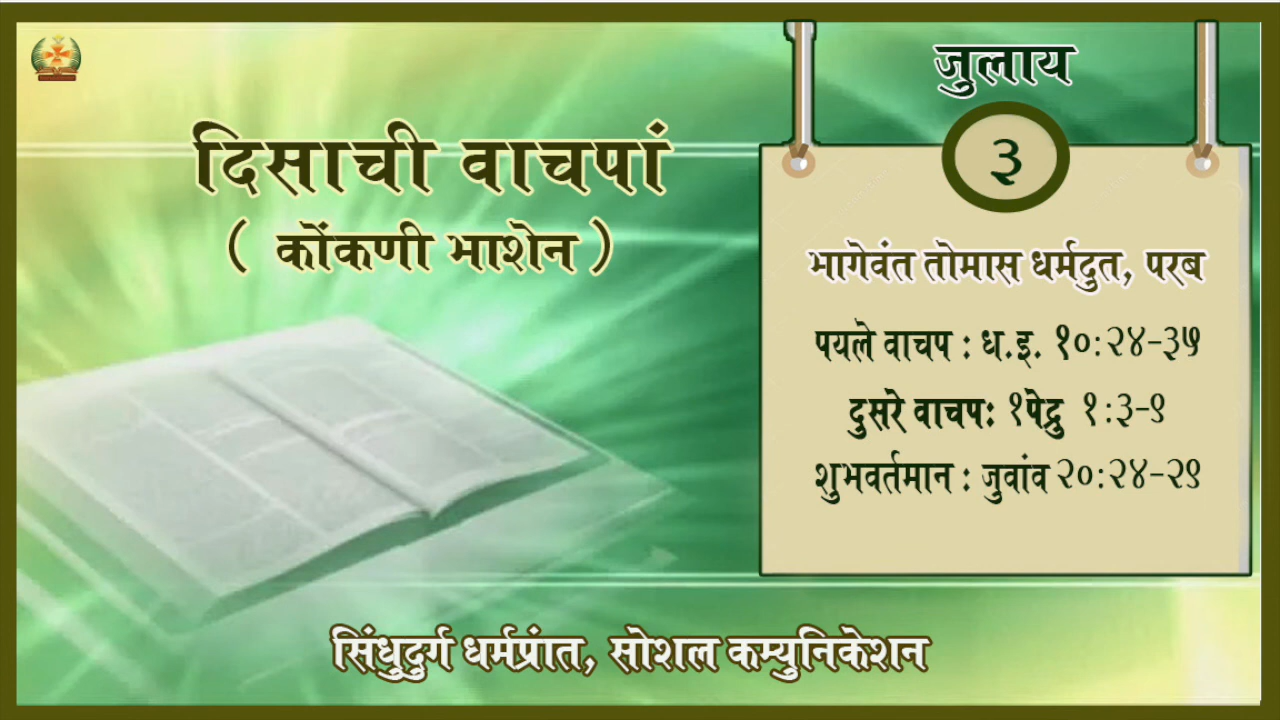 दिसाची वाचपां
( कोंकणी भाशेन )
जुलाय
३
भागेवंत तोमास धर्मदुत, परब
पयले वाचप : ध.इ. १०:२४-३५
दुसरे वाचप: १पेद्रु १:३-९
शुभवर्तमान : जुवांव २०:२४-२९
सिंधुदुर्ग धर्मप्रांत, सोशल कम्युनिकेशन